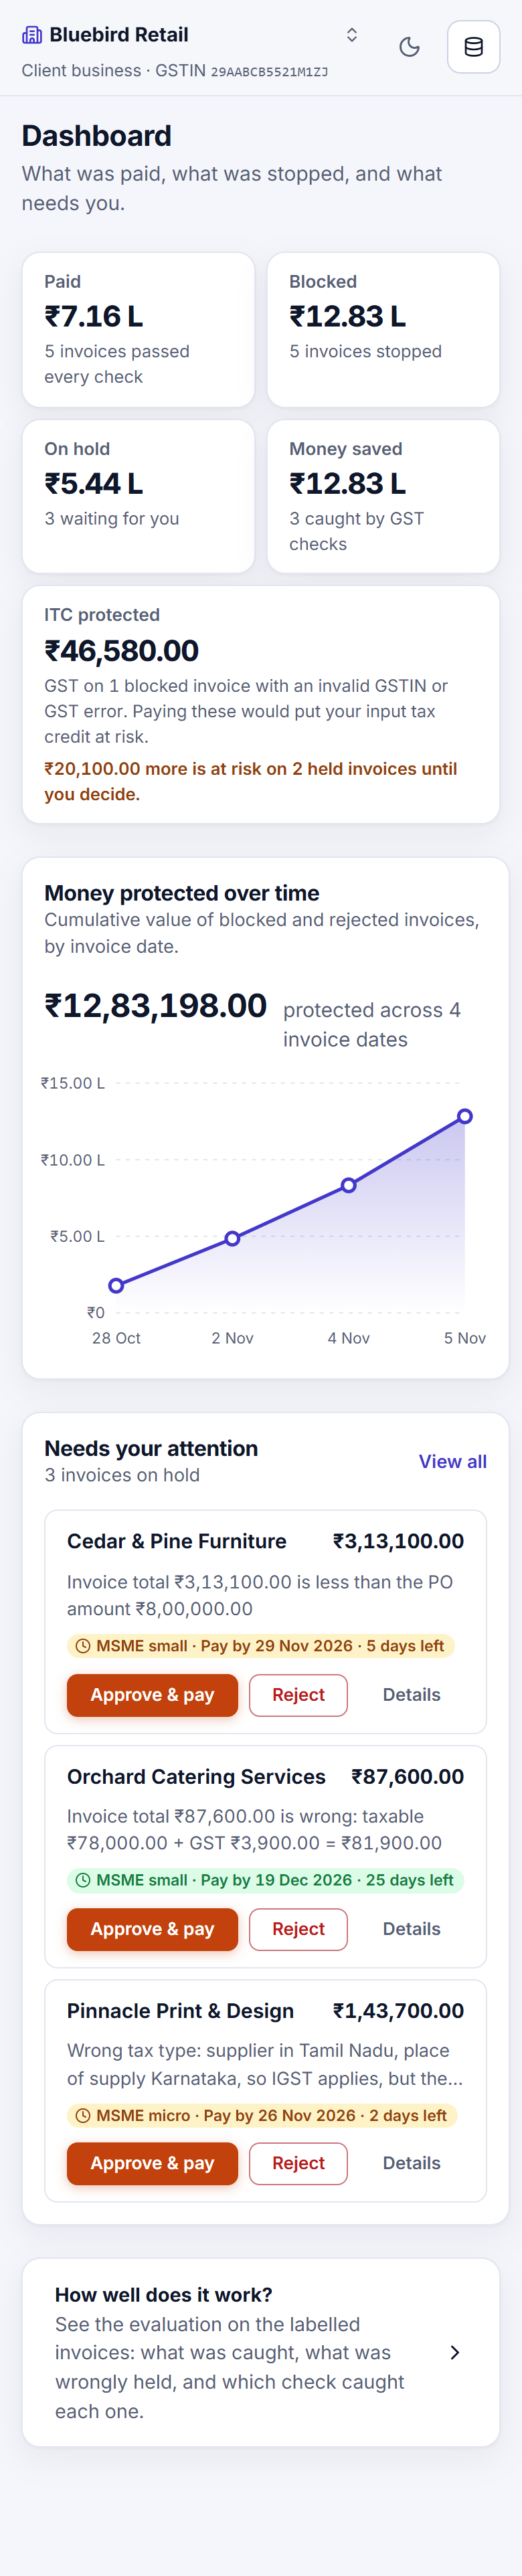 Bluebird Retail
Client business · GSTIN 29AABCB5521M1ZJ
Dashboard
What was paid, what was stopped, and what
needs you.
Paid
₹7.16 L
5 invoices passed
every check
Blocked
₹12.83 L
5 invoices stopped
On hold
₹5.44 L
3 waiting for you
Money saved
₹12.83 L
3 caught by GST
checks
ITC protected
₹46,580.00
GST on 1 blocked invoice with an invalid GSTIN or
GST error. Paying these would put your input tax
credit at risk.
₹20,100.00 more is at risk on 2 held invoices until
you decide.
Money protected over time
Cumulative value of blocked and rejected invoices,
by invoice date.
₹12,83,198.00 protected across 4
invoice dates
₹15.00 L
₹10.00 L
₹5.00 L
₹0
28 Oct 2 Nov 4 Nov 5 Nov
Needs your attention
3 invoices on hold
View all
Cedar & Pine Furniture ₹3,13,100.00
Invoice total ₹3,13,100.00 is less than the PO
amount ₹8,00,000.00
MSME small · Pay by 29 Nov 2026 · 5 days left
Approve & pay Reject Details
Orchard Catering Services ₹87,600.00
Invoice total ₹87,600.00 is wrong: taxable
₹78,000.00 + GST ₹3,900.00 = ₹81,900.00
MSME small · Pay by 19 Dec 2026 · 25 days left
Approve & pay Reject Details
Pinnacle Print & Design ₹1,43,700.00
Wrong tax type: supplier in Tamil Nadu, place
of supply Karnataka, so IGST applies, but the...
MSME micro · Pay by 26 Nov 2026 · 2 days left
Approve & pay Reject Details
How well does it work?
See the evaluation on the labelled
invoices: what was caught, what was
wrongly held, and which check caught
each one.